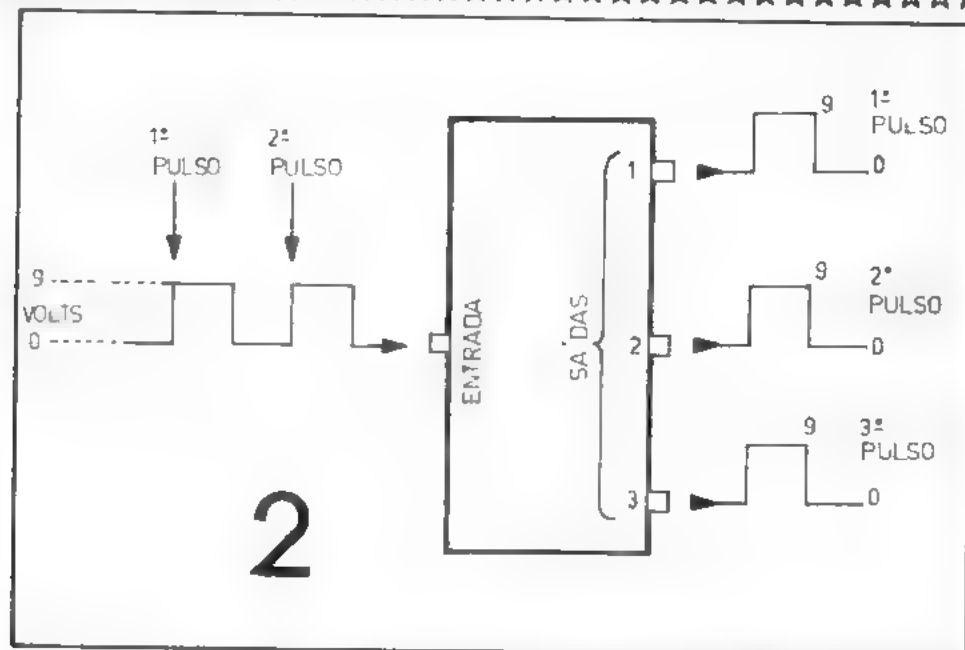 1º
PULSO
2º
PULSO
9
VOLTS
0
ENTRADA
SAÍDAS
1
2
3
9
1º
PULSO
0
9
2º
PULSO
0
9
3º
PULSO
0
2